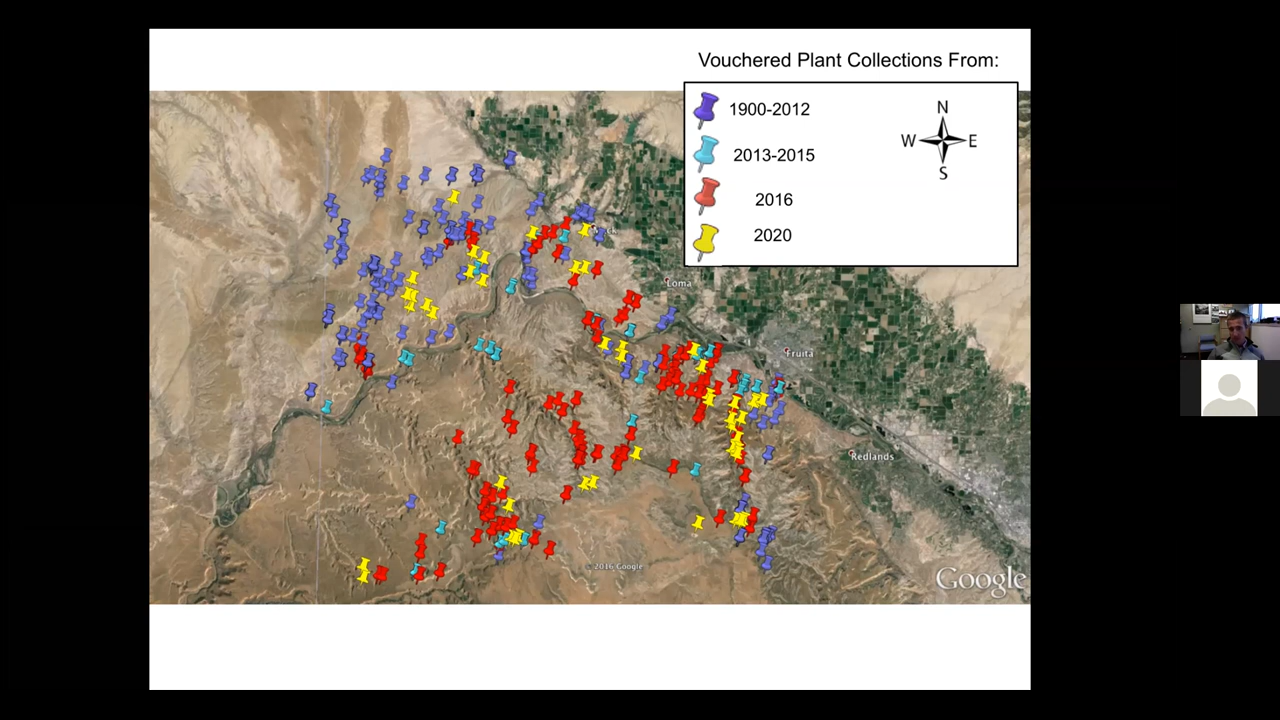 Vouchered Plant Collections From:
1900-2012
2013-2015
2016
2020
N
W
E
S
Loma
Fruita
Redlands
© 2016 Google
Google